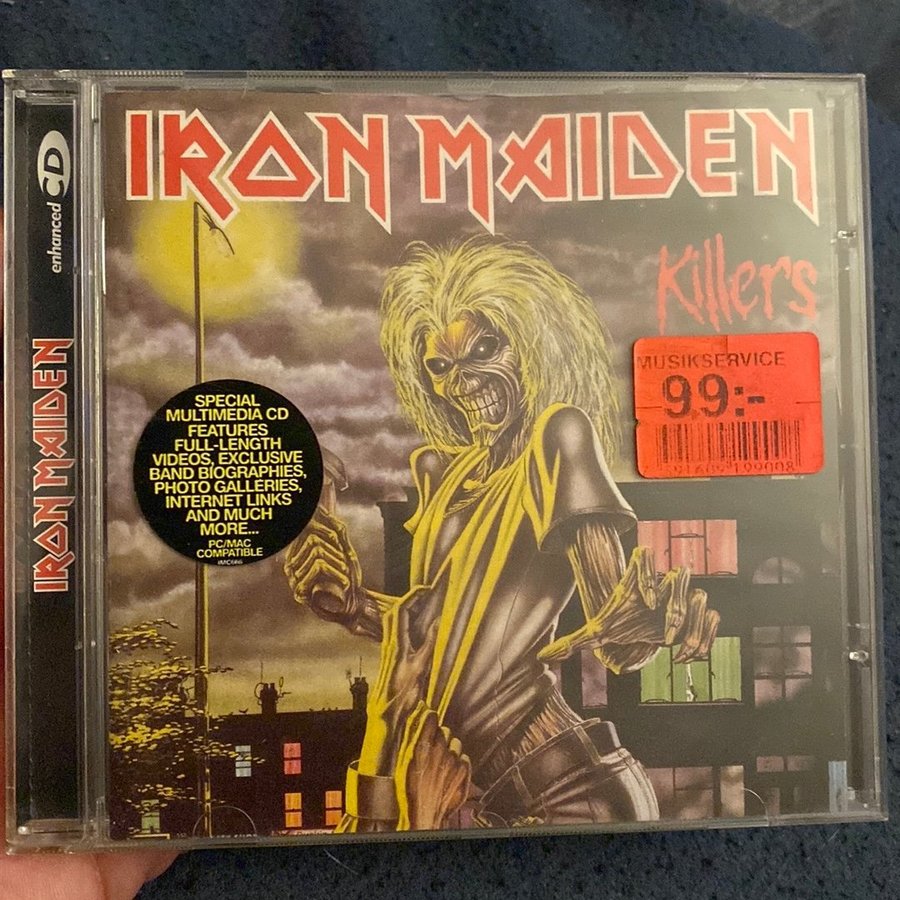 IRON MAIDEN
Killers
MUSIKSERVICE
99:-
SPECIAL
MULTIMEDIA CD
FEATURES
FULL-LENGTH
VIDEOS, EXCLUSIVE
BAND BIOGRAPHIES,
PHOTO GALLERIES,
INTERNET LINKS
AND MUCH
MORE...
PC/MAC
COMPATIBLE
enhanced CD
IRON MAIDEN